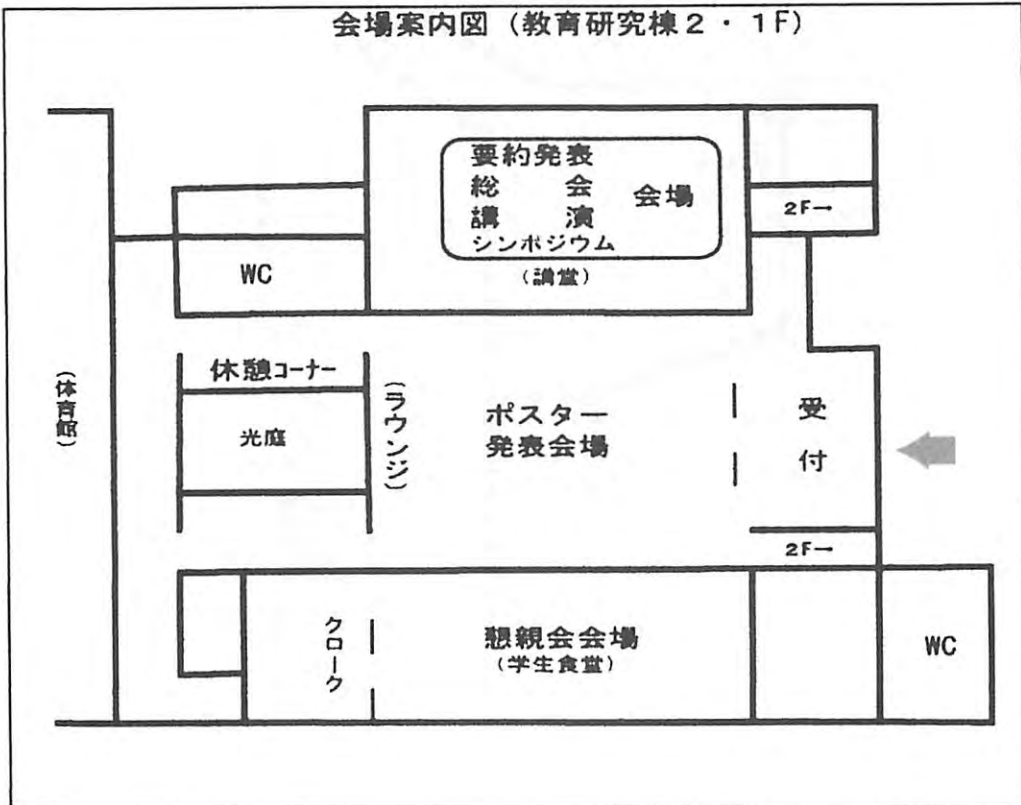 会場案内図（教育研究棟２・１F）
要約発表
総　　会
講　　演
シンポジウム
会場
（講堂）
2F→
WC
休憩コーナー
光庭
（体育館）
（ラウンジ）
ポスター
発表会場
受
付
2F→
クローク
懇親会会場
（学生食堂）
WC